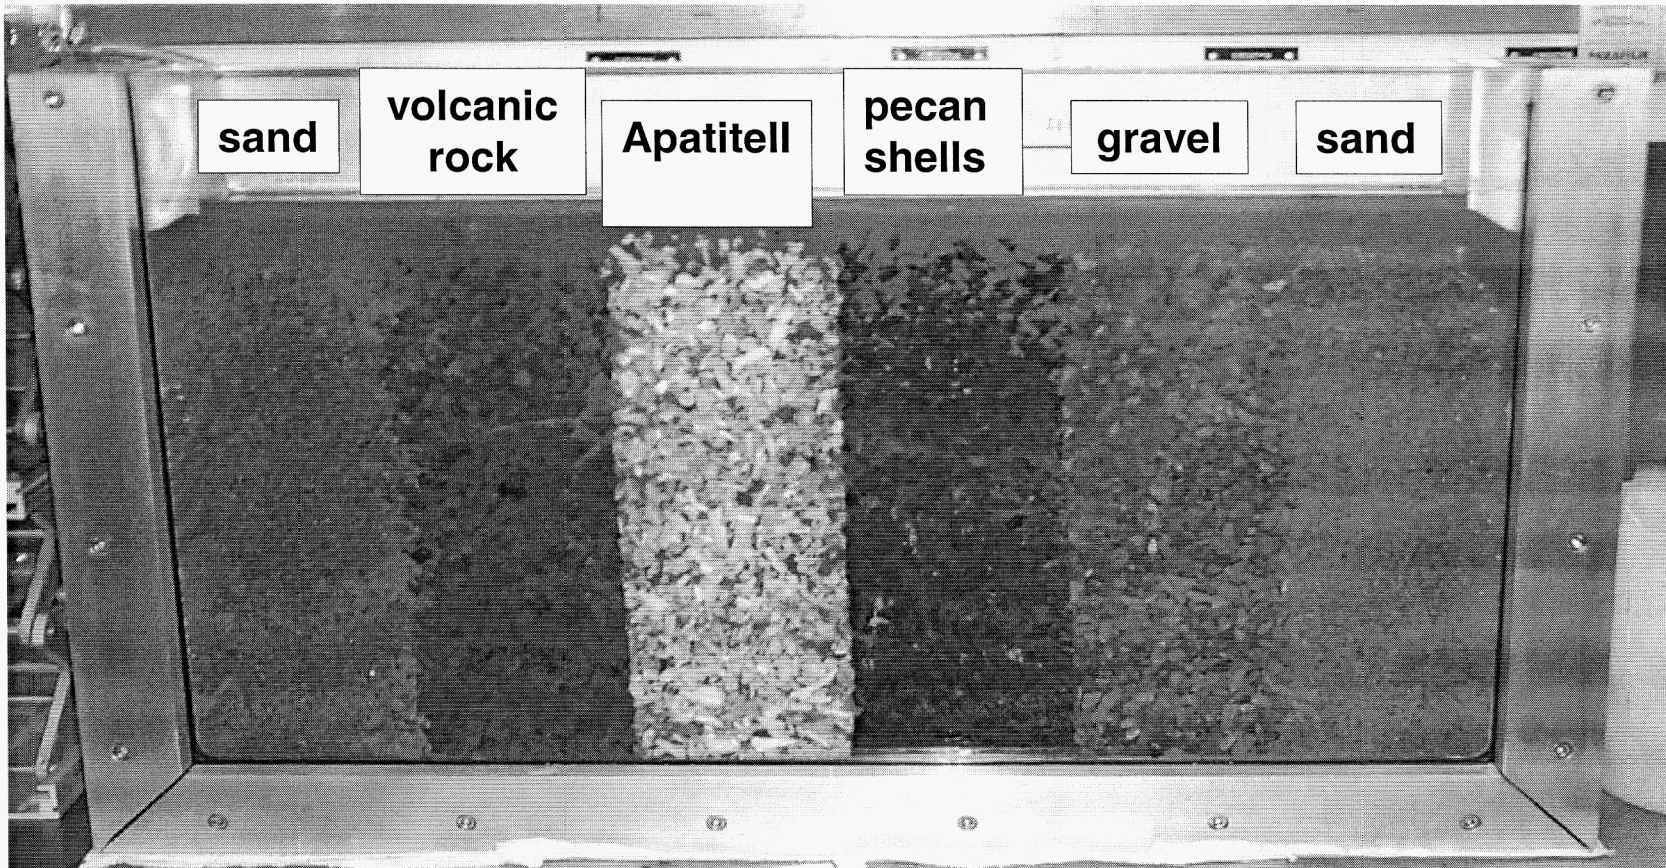 sand
volcanic
rock
Apatitell
pecan
shells
gravel
sand